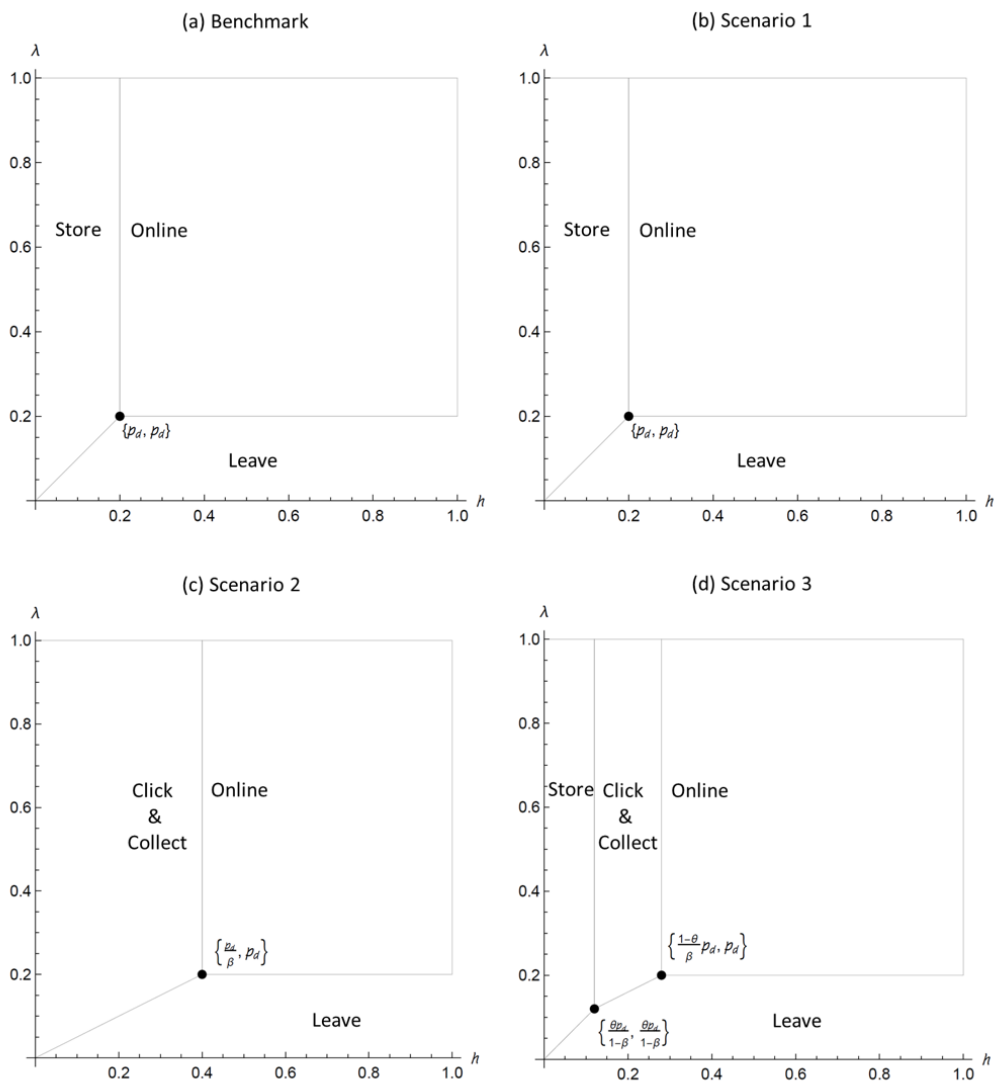 (a) Benchmark
λ
1.0
0.8
Store Online
0.6
0.4
0.2
{p_d, p_d}
Leave
0.2 0.4 0.6 0.8 1.0 h
(b) Scenario 1
λ
1.0
0.8
Store Online
0.6
0.4
0.2
{p_d, p_d}
Leave
0.2 0.4 0.6 0.8 1.0 h
(c) Scenario 2
λ
1.0
0.8
Click Online
0.6
&
Collect
0.4
{p_d/β, p_d}
0.2
Leave
0.2 0.4 0.6 0.8 1.0 h
(d) Scenario 3
λ
1.0
0.8
Store Click Online
0.6
&
Collect
0.4
{1-θ/β p_d, p_d}
0.2
{θp_d/1-β, θp_d/1-β}
Leave
0.2 0.4 0.6 0.8 1.0 h